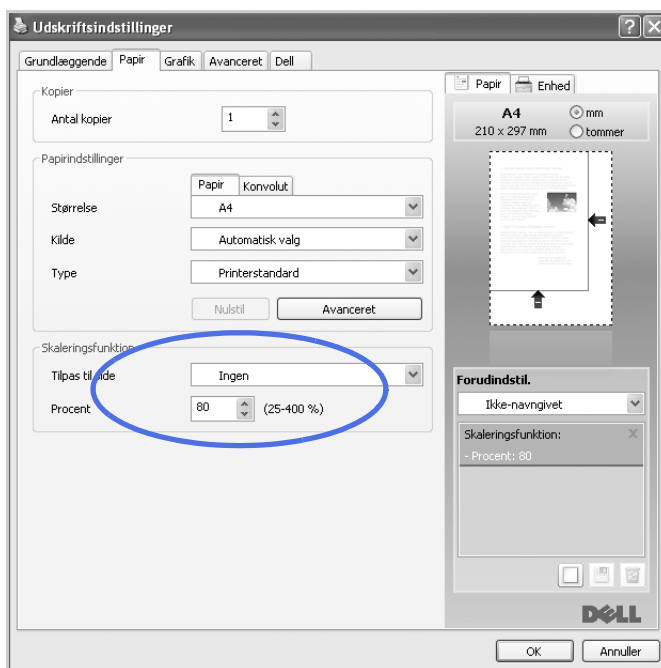 Udskriftsindstillinger
Grundlæggende Papir Grafik Avanceret Dell
Kopier
Antal kopier 1
Papirindstillinger
Papir Konvolut
Størrelse A4
Kilde Automatisk valg
Type Printerstandard
Nulstil Avanceret
Skaleringsfunktion
Tilpas til side Ingen
Procent 80 (25-400 %)
Papir Enhed
A4 mm
210 x 297 mm tommer
Forudindstil.
Ikke-navngivet
Skaleringsfunktion:
- Procent: 80
DELL
OK Annuller